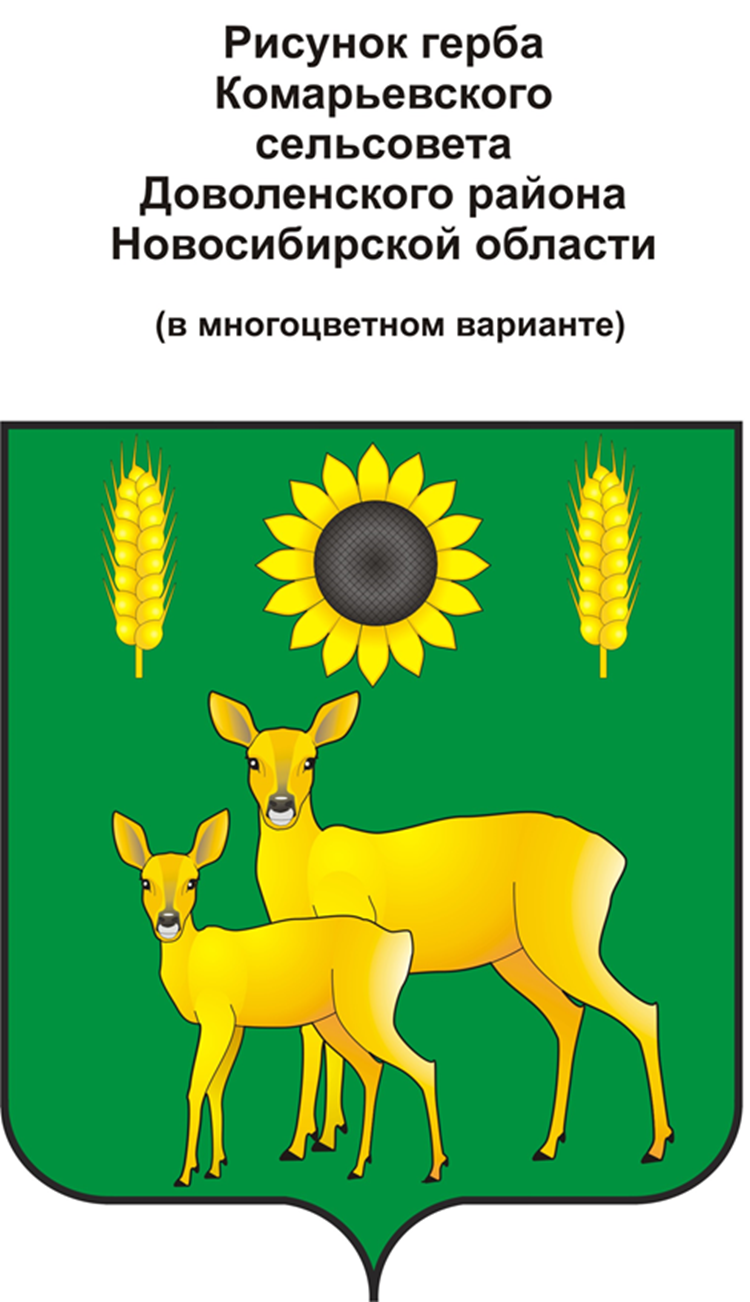 Рисунок герба
Комарьевского
сельсовета
Доволенского района
Новосибирской области
(в многоцветном варианте)